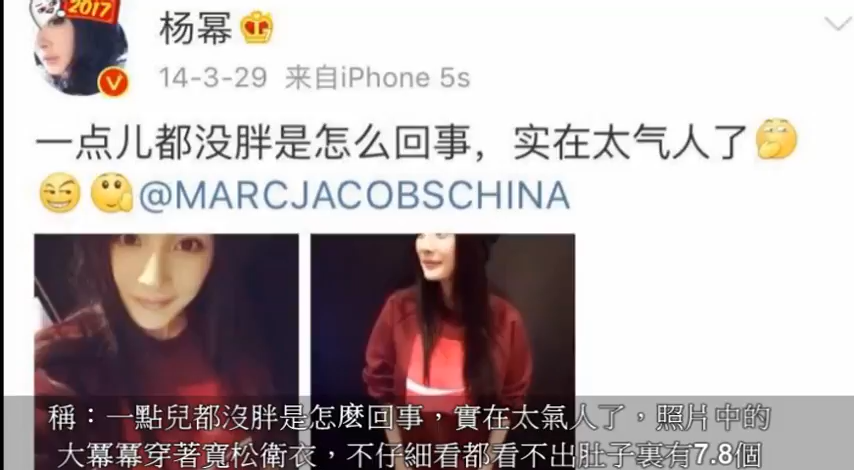 2017
杨幂
V
14-3-29 来自iPhone 5s
一点儿都没胖是怎么回事，实在太气人了
@MARCJACOBSCHINA
稱：一點兒都沒胖是怎麼回事，實在太氣人了，照片中的
大冪冪穿著寬松衛衣，不仔細看都看不出肚子裏有7.8個